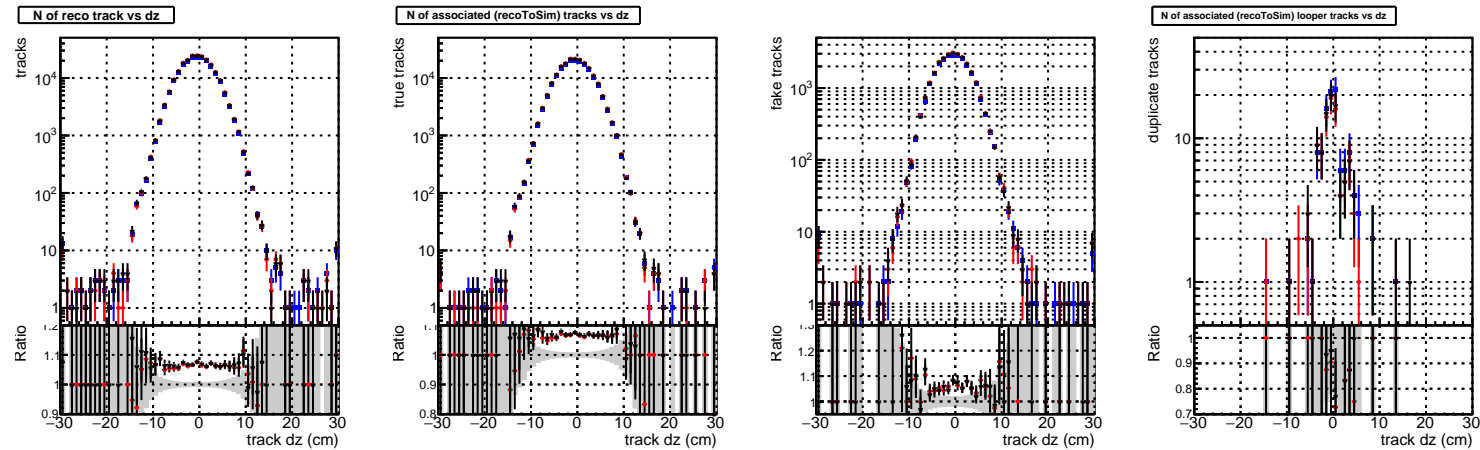 N of reco track vs dz
tracks
10^4
10^3
10^2
10
1
Ratio
1.2
1.1
1.0
0.9
−30 −20 −10 0 10 20 30
track dz (cm)
N of associated (recoToSim) tracks vs dz
true tracks
10^4
10^3
10^2
10
1
Ratio
1.1
1.0
0.9
0.8
−30 −20 −10 0 10 20 30
track dz (cm)
fake tracks
10^3
10^2
10
1
Ratio
1.3
1.2
1.1
−30 −20 −10 0 10 20 30
track dz (cm)
N of associated (recoToSim) looper tracks vs dz
duplicate tracks
10
1
Ratio
1.0
0.9
0.8
0.7
−30 −20 −10 0 10 20 30
track dz (cm)